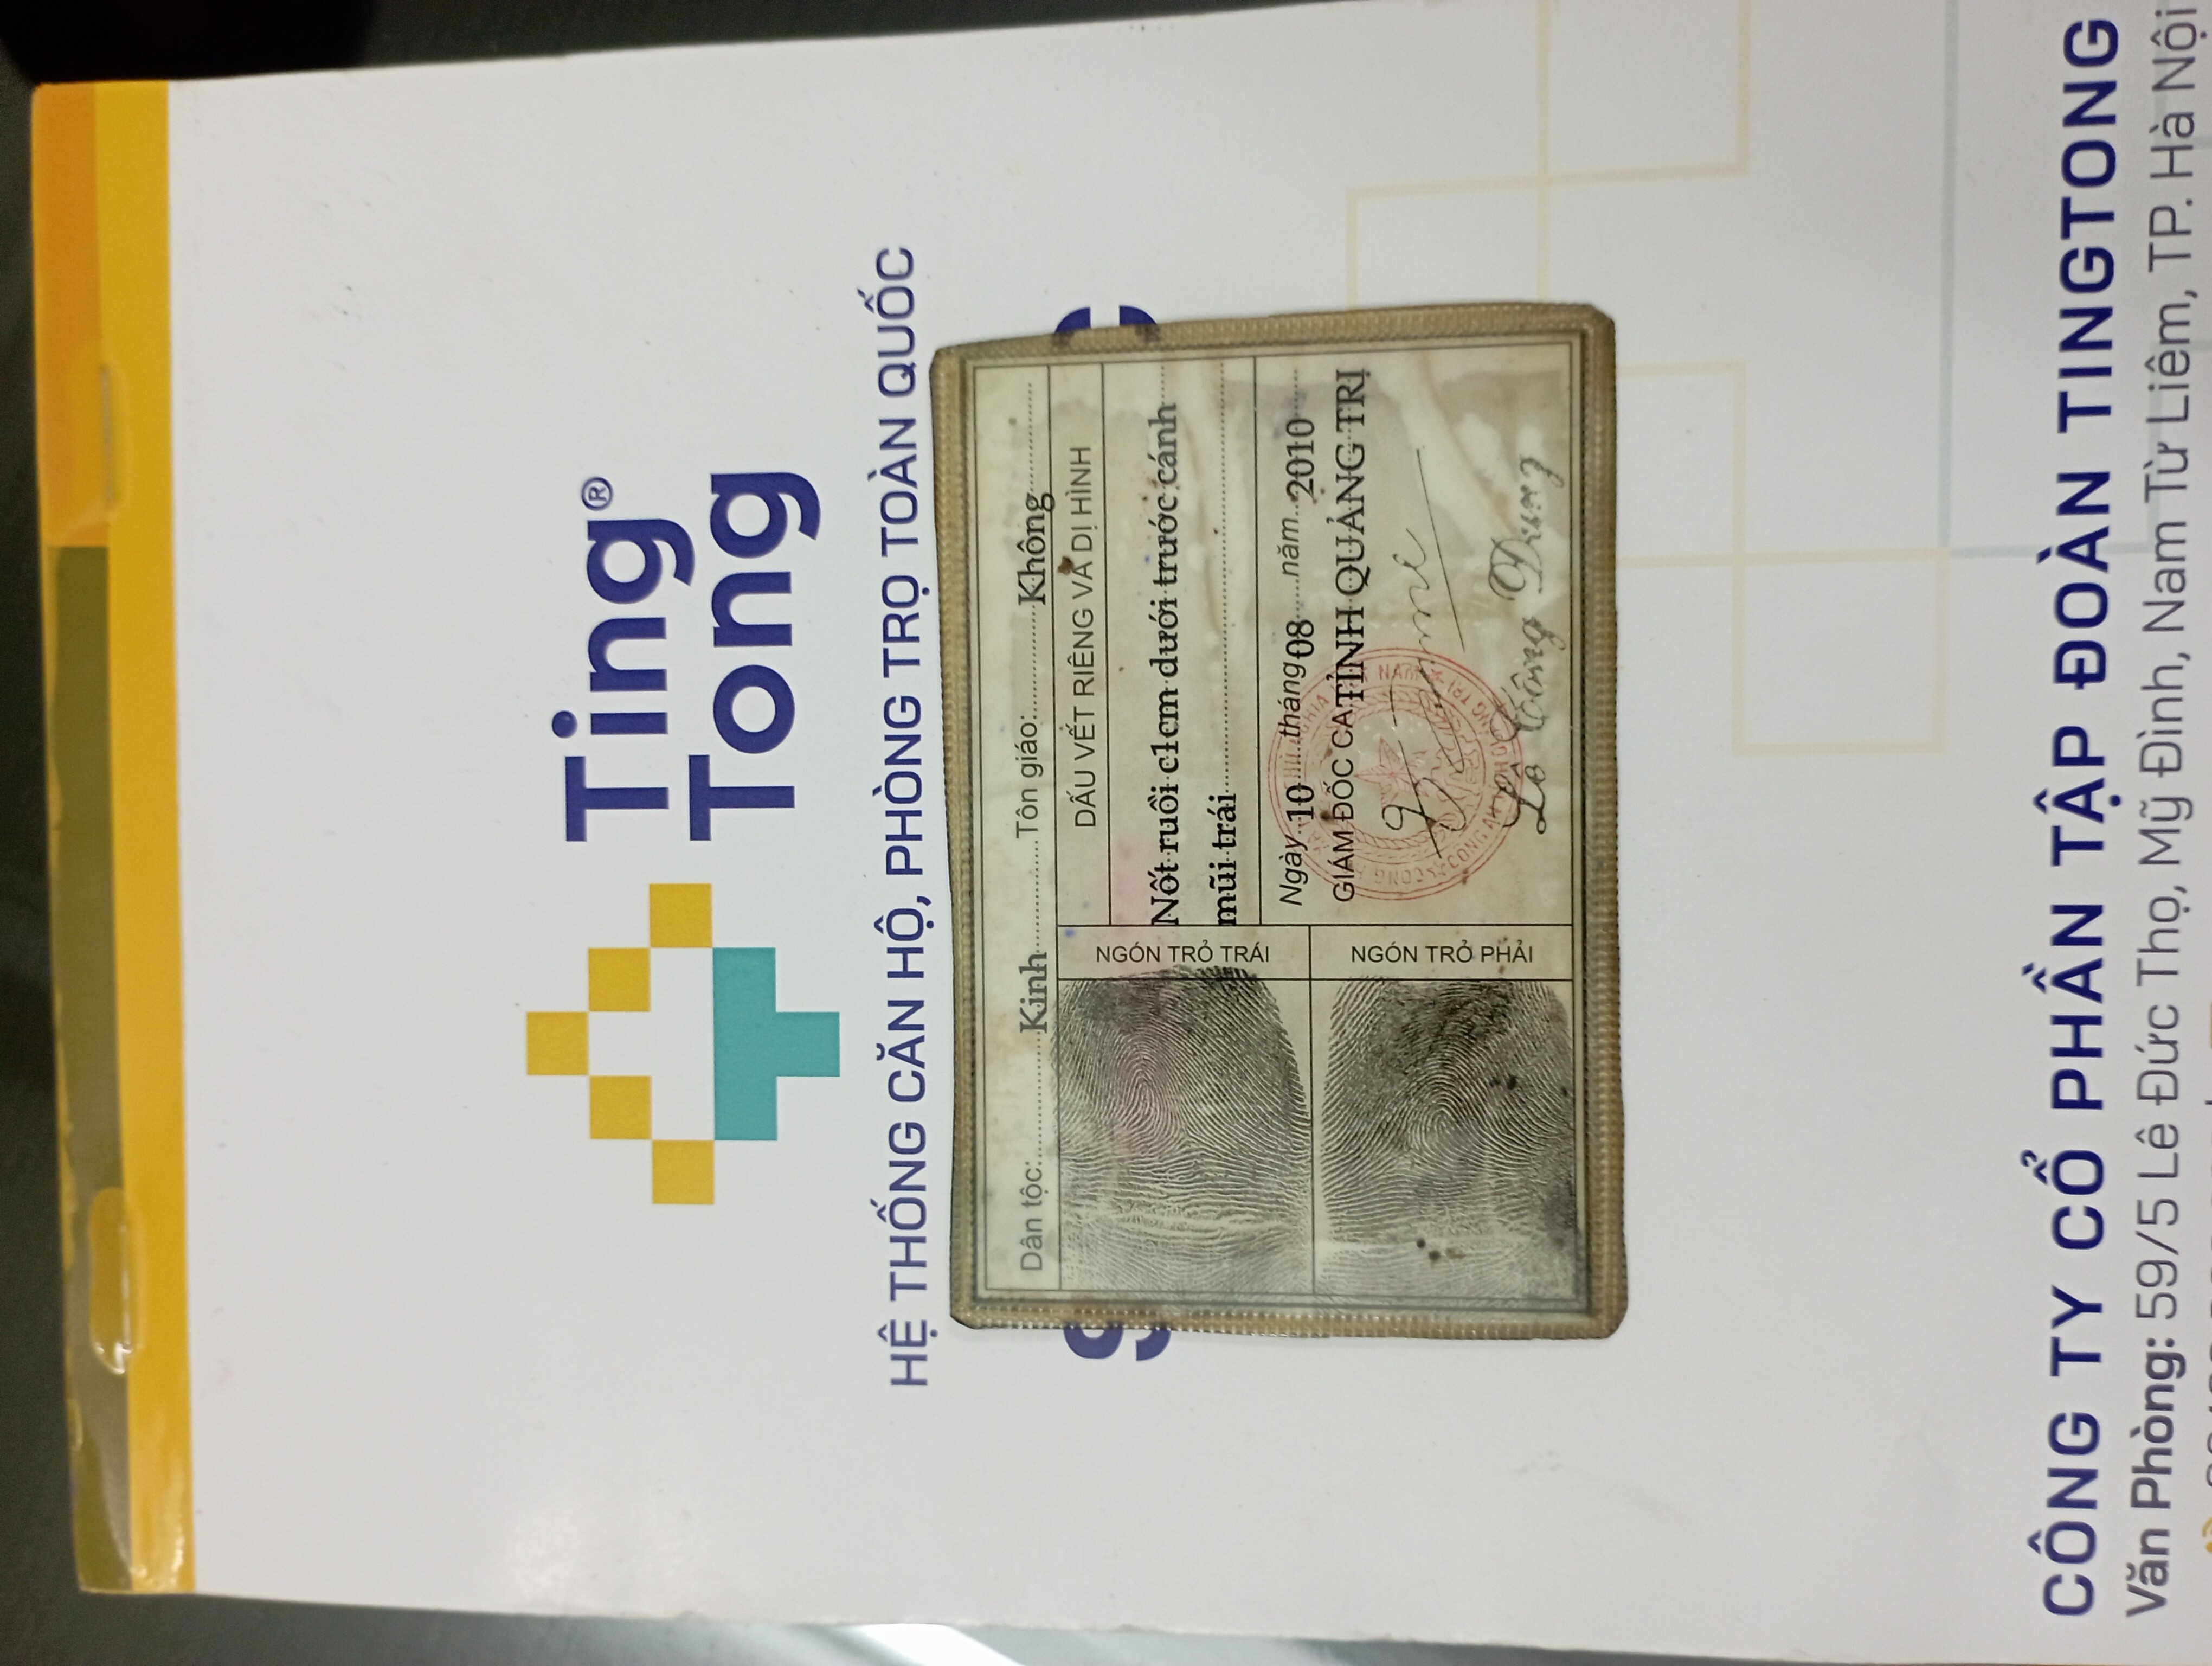 Ting®
Tong
HỆ THỐNG CĂN HỘ, PHÒNG TRỌ TOÀN QUỐC
S
C
Dân tộc:..........Kinh.......... Tôn giáo:..........Không..........
DẤU VẾT RIÊNG VÀ DỊ HÌNH
Nốt ruồi c1cm dưới trước cánh
mũi trái
NGÓN TRỎ TRÁI
NGÓN TRỎ PHẢI
Ngày 10 tháng 08 năm 2010
GIÁM ĐỐC CA TỈNH QUẢNG TRỊ
Lê Công Dung
CÔNG TY CỔ PHẦN TẬP ĐOÀN TINGTONG
Văn Phòng: 59/5 Lê Đức Thọ, Mỹ Đình, Nam Từ Liêm, TP. Hà Nội